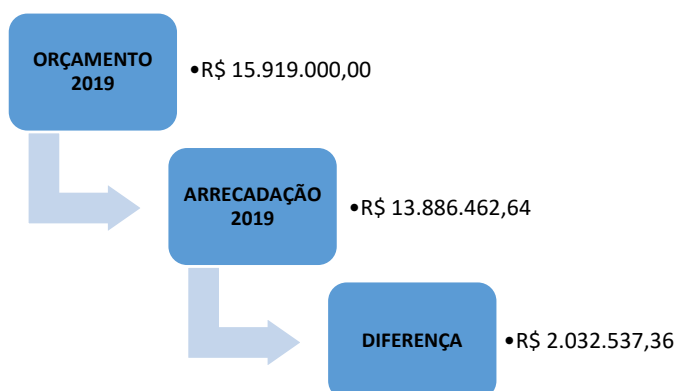 ORÇAMENTO
2019
•R$ 15.919.000,00
ARRECADAÇÃO
2019
•R$ 13.886.462,64
DIFERENÇA
•R$ 2.032.537,36